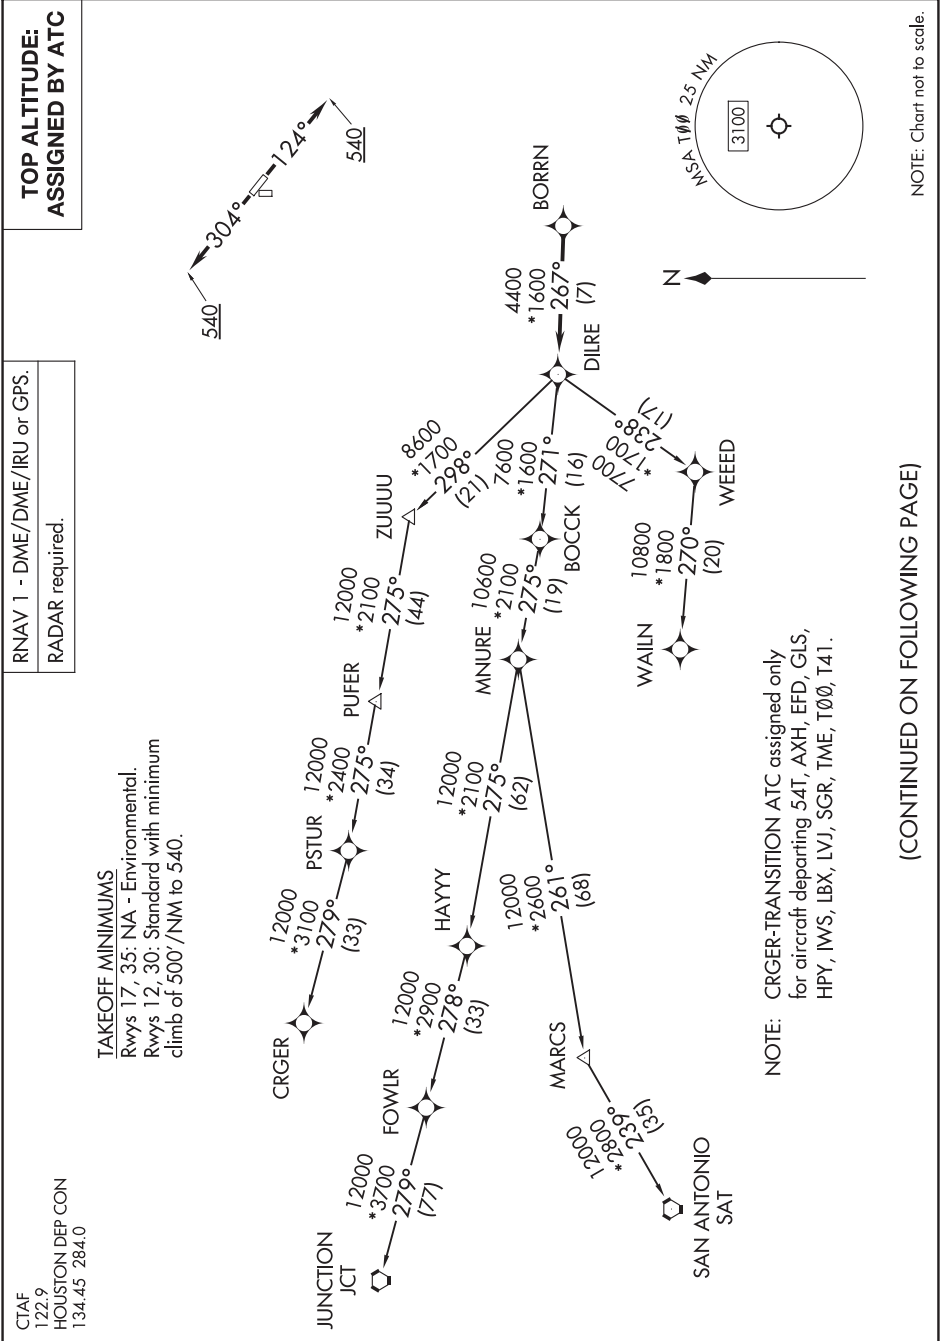 CTAF
122.9
HOUSTON DEP CON
134.45 284.0
RNAV 1 - DME/DME/IRU or GPS.
RADAR required.
TOP ALTITUDE:
ASSIGNED BY ATC
TAKEOFF MINIMUMS
Rwys 17, 35: NA - Environmental.
Rwys 12, 30: Standard with minimum
climb of 500'/NM to 540.
540
304°
124°
540
CRGER
12000
*3100
279°
(33)
PSTUR
12000
*2400
275°
(34)
PUFER
12000
*2100
275°
(44)
ZUUUU
8600
*1700
298°
(21)
JUNCTION
JCT
12000
*3700
279°
(77)
FOWLR
12000
*2900
278°
(33)
HAYYY
12000
*2100
275°
(62)
MNURE
10600
*2100
275°
(19)
BOCCK
7600
*1600
271°
(16)
DILRE
4400
*1600
267°
(7)
BORRN
SAN ANTONIO
SAT
12000
*2800
239°
(35)
MARCS
12000
*2600
261°
(68)
WAILN
10800
*1800
270°
(20)
WEEED
7700
*1700
238°
(17)
N
MSA TØØ 25 NM
3100
NOTE: CRGER-TRANSITION ATC assigned only
for aircraft departing 54T, AXH, EFD, GLS,
HPY, IWS, LBX, LVJ, SGR, TME, TØØ, T41.
(CONTINUED ON FOLLOWING PAGE)
NOTE: Chart not to scale.